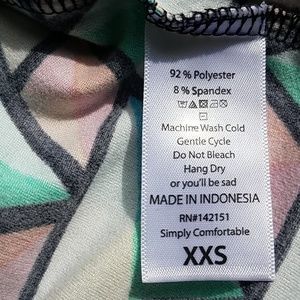 92 % Polyester
8 % Spandex
Machine Wash Cold
Gentle Cycle
Do Not Bleach
Hang Dry
or you'll be sad
MADE IN INDONESIA
RN#142151
Simply Comfortable
XXS